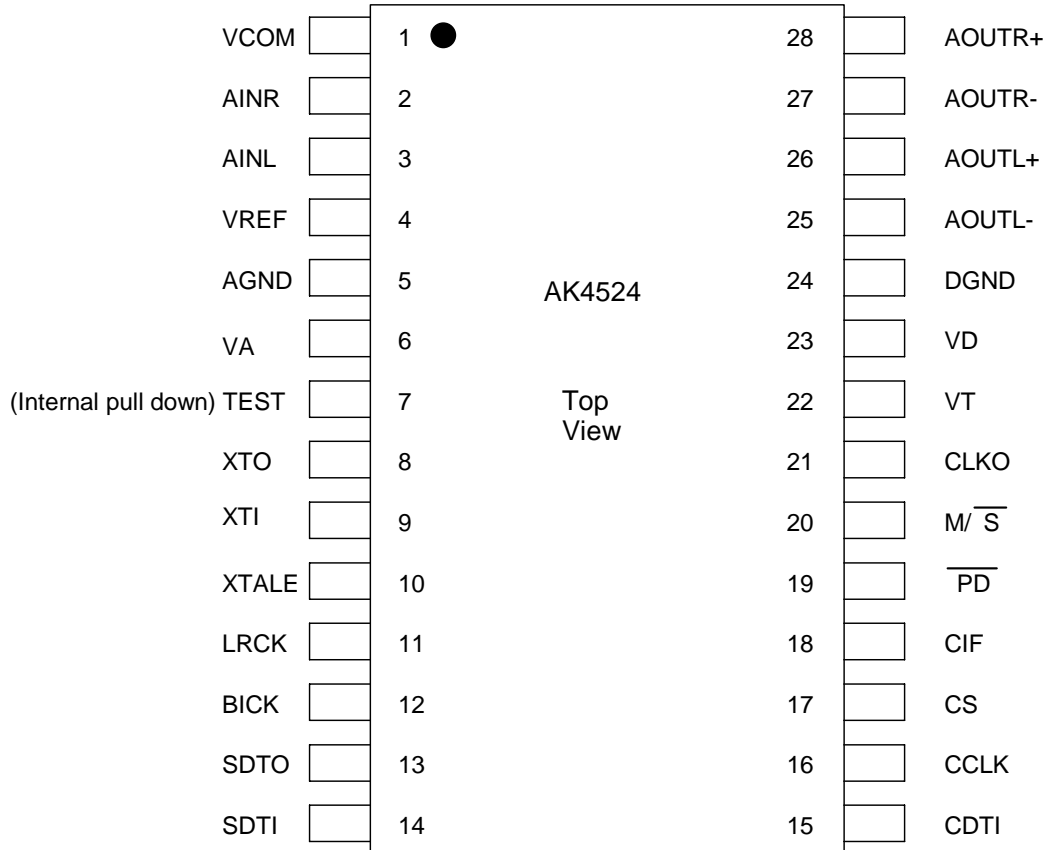 VCOM 1 28 AOUTR+
AINR 2 27 AOUTR-
AINL 3 26 AOUTL+
VREF 4 25 AOUTL-
AGND 5 24 DGND
AK4524
VA 6 23 VD
(Internal pull down) TEST 7 22 VT
Top
View
XTO 8 21 CLKO
XTI 9 20 M/S̅
XTALE 10 19 P̅D̅
LRCK 11 18 CIF
BICK 12 17 CS
SDTO 13 16 CCLK
SDTI 14 15 CDTI